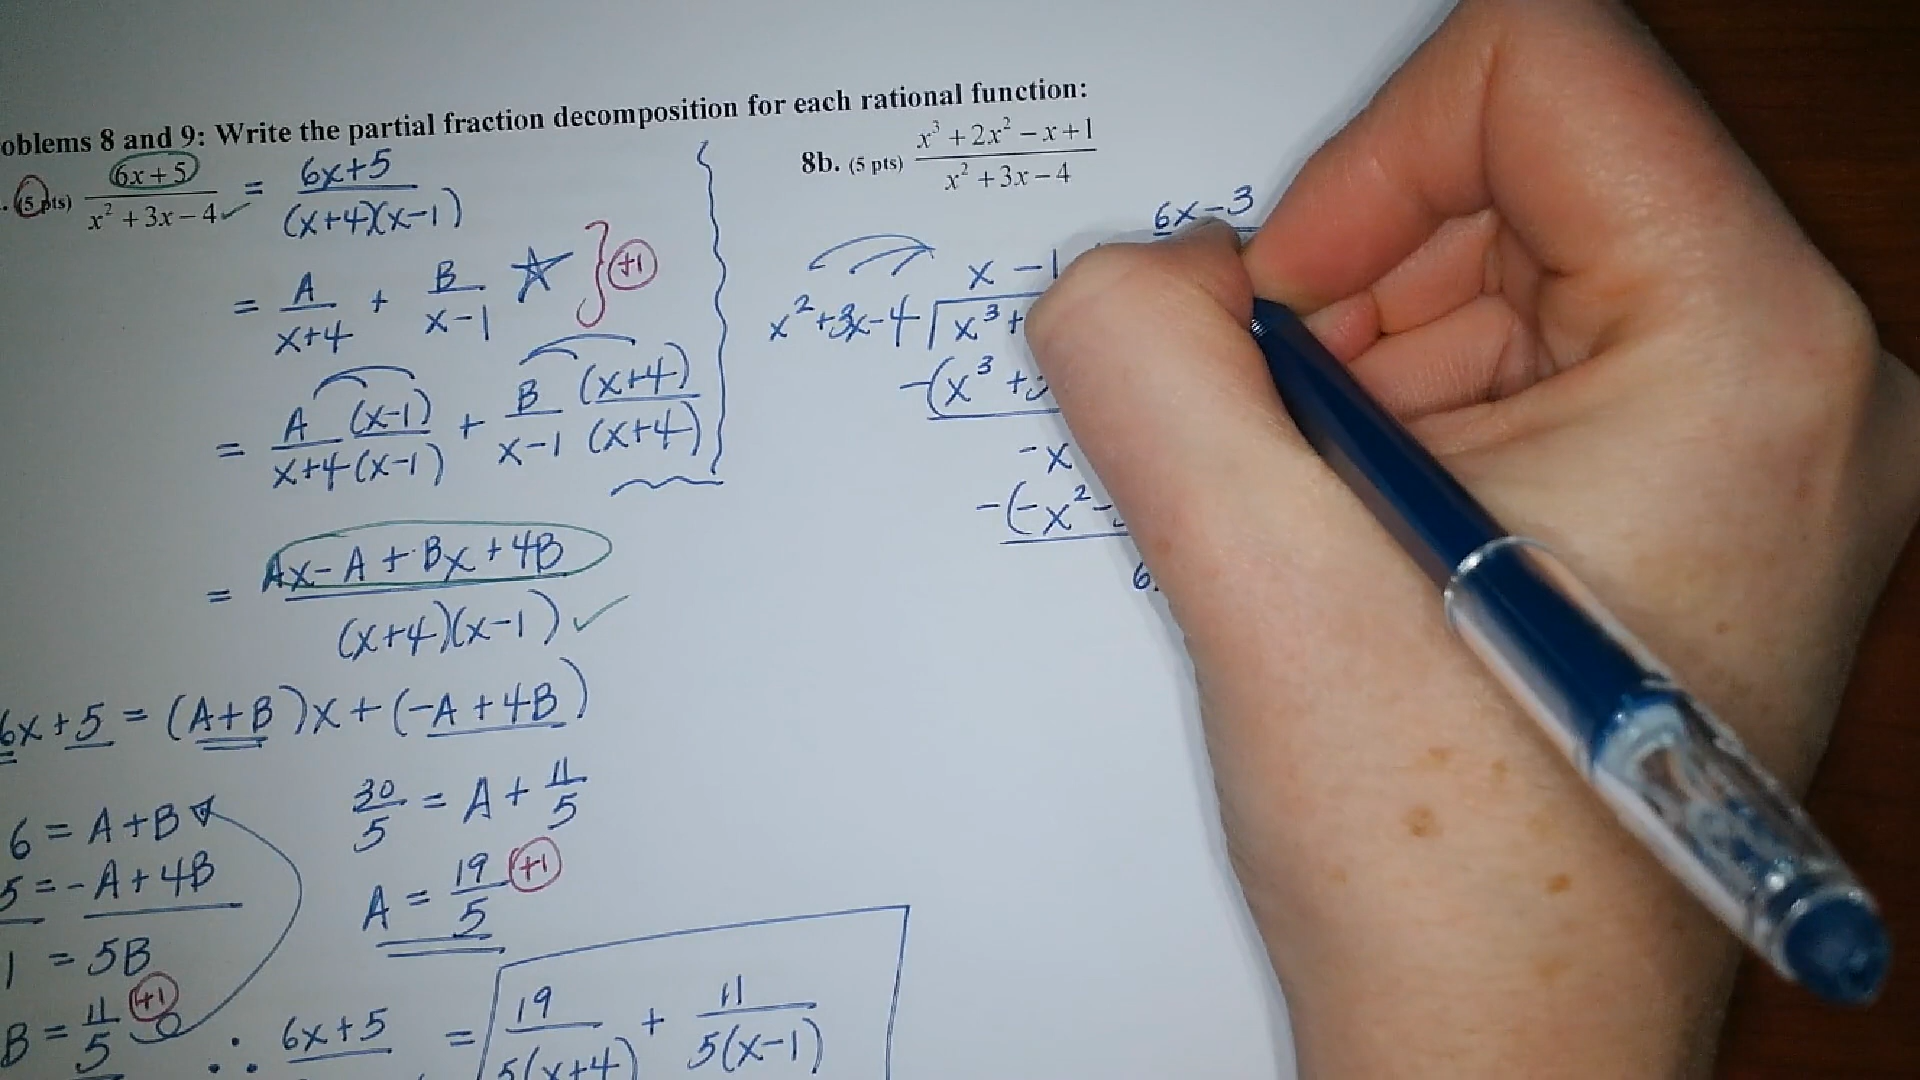 oblems 8 and 9: Write the partial fraction decomposition for each rational function:
. (5 pts) (6x + 5)/(x² + 3x – 4) ✓ = (6x+5)/((x+4)(x-1))
= A/(x+4) + B/(x-1) ☆ } +1
= A(x-1)/(x+4(x-1)) + B(x+4)/(x-1(x+4))
= (Ax-A+Bx+4B)/((x+4)(x-1)) ✓
6x+5 = (A+B)x+(-A+4B)
6 = A+B
5 = -A+4B
1 = 5B
B = 11/5 +1
30/5 = A + 11/5
A = 19/5 +1
∴ 6x+5 = 19/(5(x+4)) + 11/(5(x-1))
8b. (5 pts) (x³ + 2x² – x + 1)/(x² + 3x – 4)
6x-3
x -1
x²+3x-4 x³+
-(x³ +
-x
-(-x²-
6